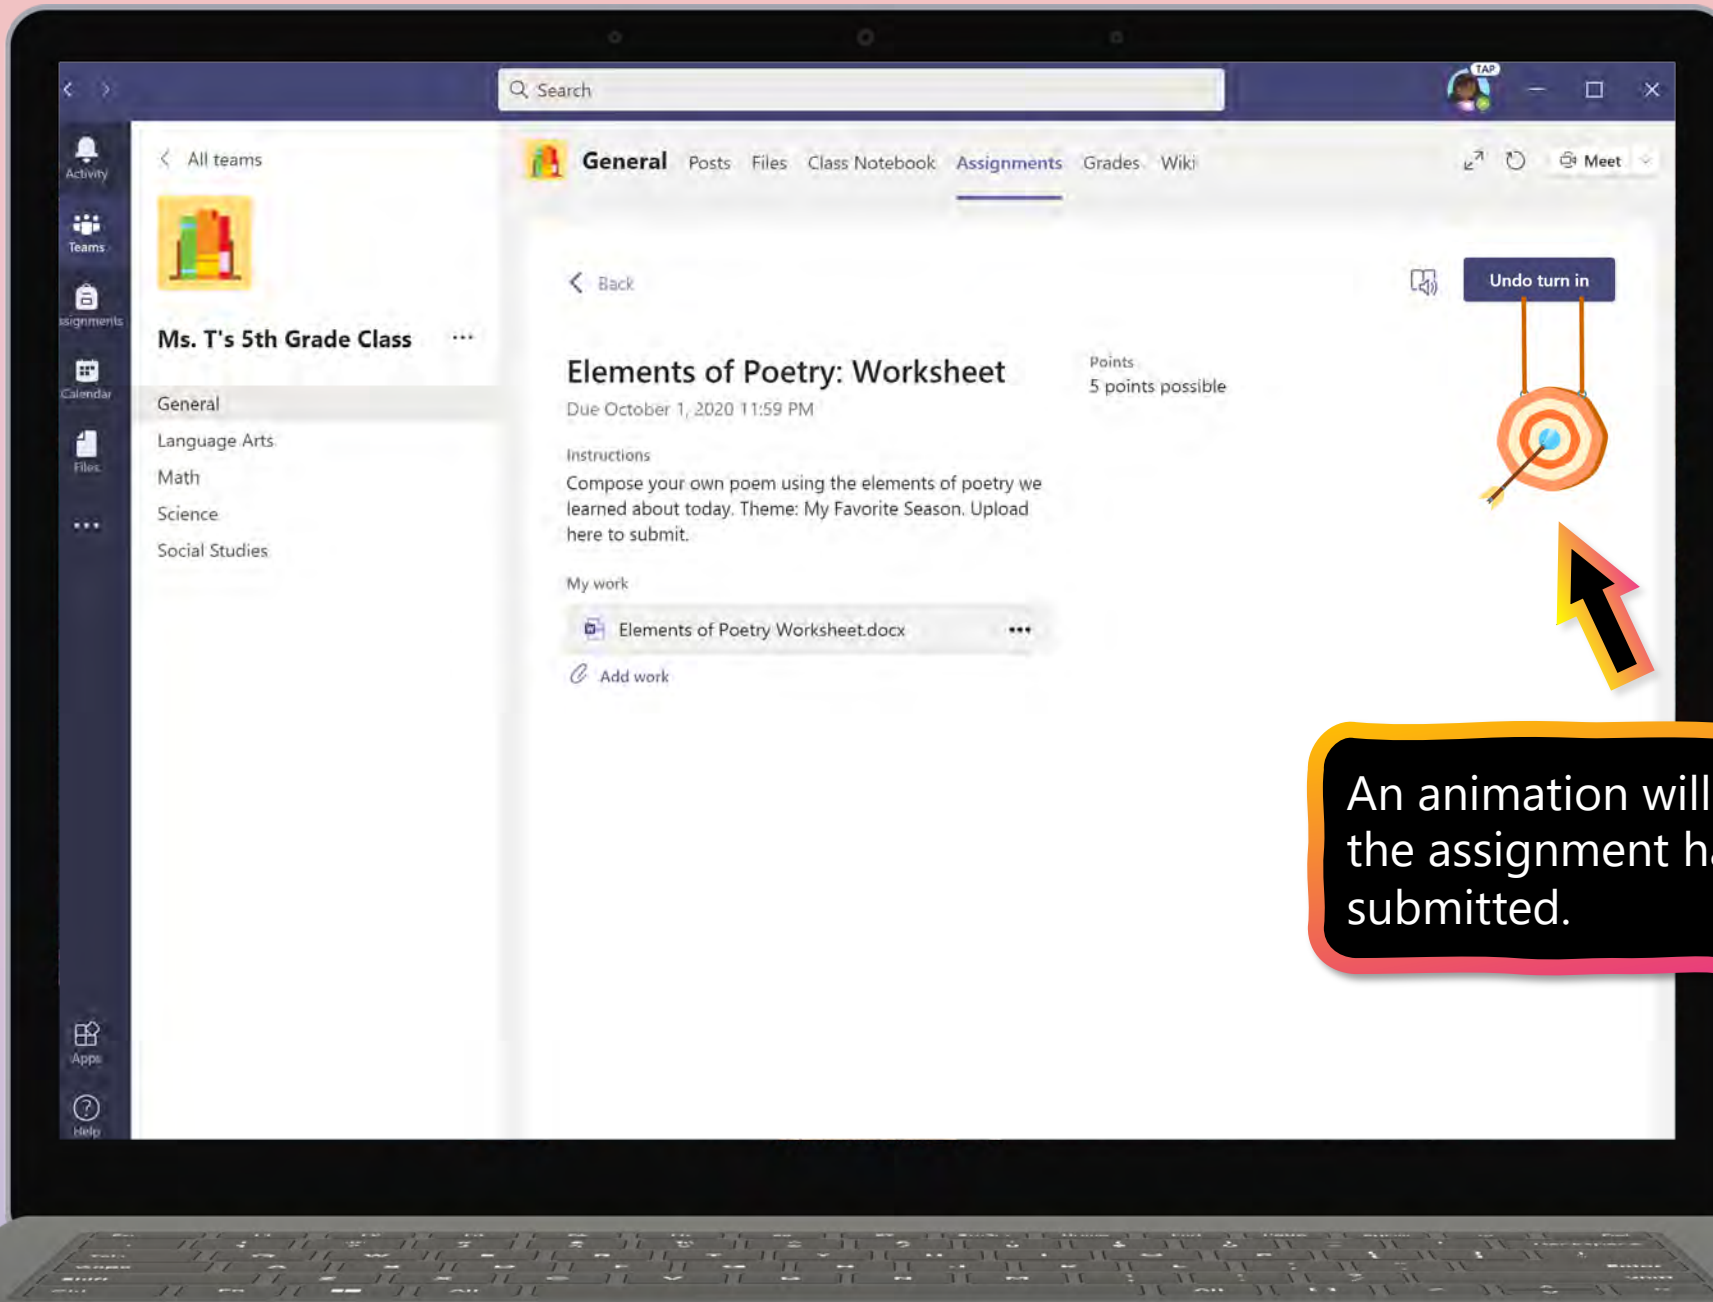 Search
TAP
Activity
Teams
Assignments
Calendar
Files
Apps
Help
All teams
Ms. T's 5th Grade Class
General
Language Arts
Math
Science
Social Studies
General Posts Files Class Notebook Assignments Grades Wiki
Meet
Back
Undo turn in
Elements of Poetry: Worksheet
Due October 1, 2020 11:59 PM
Points
5 points possible
Instructions
Compose your own poem using the elements of poetry we
learned about today. Theme: My Favorite Season. Upload
here to submit.
My work
Elements of Poetry Worksheet.docx
Add work
An animation will
the assignment ha
submitted.